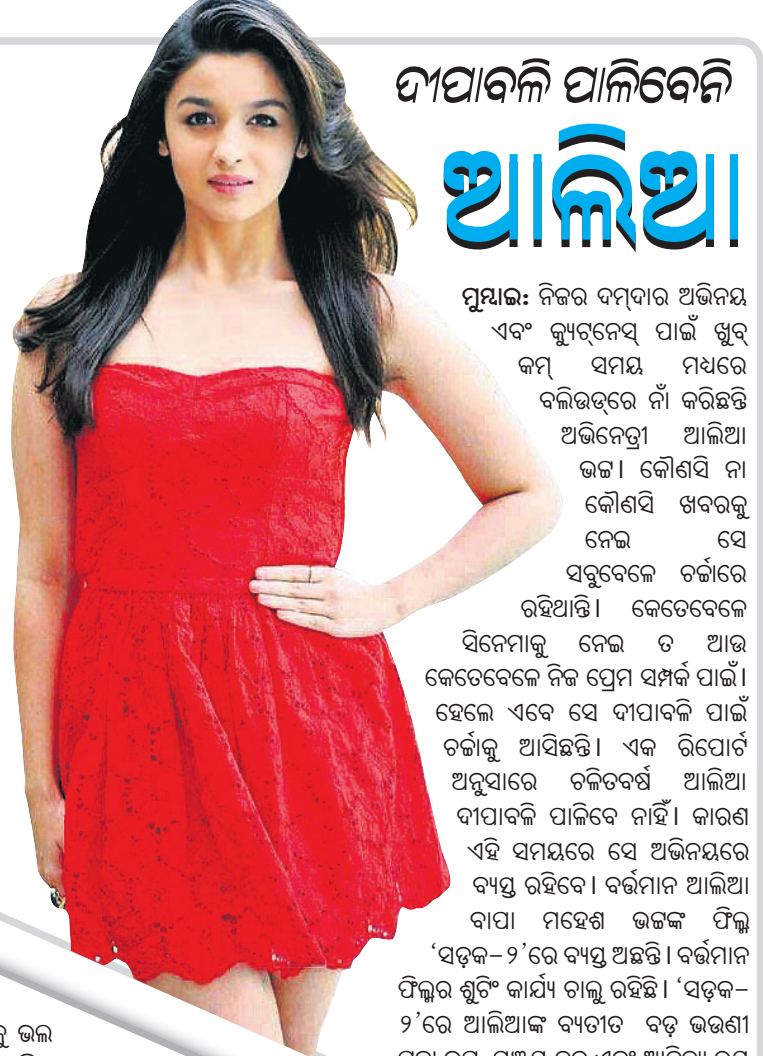 ଦୀପାବଳି ପାଳିବେନି
ଆଲିଆ
ମୁମ୍ବାଇ: ନିଜର ଦମ୍‌ଦାର ଅଭିନୟ
ଏବଂ କ୍ୟୁଟ୍‌ନେସ୍ ପାଇଁ ଖୁବ୍
କମ୍ ସମୟ ମଧ୍ୟରେ
ବଲିଉଡ୍‌ରେ ନାଁ କରିଛନ୍ତି
ଅଭିନେତ୍ରୀ ଆଲିଆ
ଭଟ୍ଟ। କୌଣସି ନା
କୌଣସି ଖବରକୁ
ନେଇ ସେ
ସବୁବେଳେ ଚର୍ଚ୍ଚାରେ
ରହିଥାନ୍ତି। କେତେବେଳେ
ସିନେମାକୁ ନେଇ ତ ଆଉ
କେତେବେଳେ ନିଜ ପ୍ରେମ ସମ୍ପର୍କ ପାଇଁ।
ହେଲେ ଏବେ ସେ ଦୀପାବଳି ପାଇଁ
ଚର୍ଚ୍ଚାକୁ ଆସିଛନ୍ତି। ଏକ ରିପୋର୍ଟ
ଅନୁସାରେ ଚଳିତବର୍ଷ ଆଲିଆ
ଦୀପାବଳି ପାଳିବେ ନାହିଁ। କାରଣ
ଏହି ସମୟରେ ସେ ଅଭିନୟରେ
ବ୍ୟସ୍ତ ରହିବେ। ବର୍ତ୍ତମାନ ଆଲିଆ
ବାପା ମହେଶ ଭଟ୍ଟଙ୍କ ଫିଲ୍ମ
‘ସଡ଼କ-୨’ରେ ବ୍ୟସ୍ତ ଅଛନ୍ତି। ବର୍ତ୍ତମାନ
ଫିଲ୍ମର ଶୁଟିଂ କାର୍ଯ୍ୟ ଚାଲୁ ରହିଛି। ‘ସଡ଼କ-
୨’ରେ ଆଲିଆଙ୍କ ବ୍ୟତୀତ ବଡ଼ ଭଉଣୀ
ଭଲ